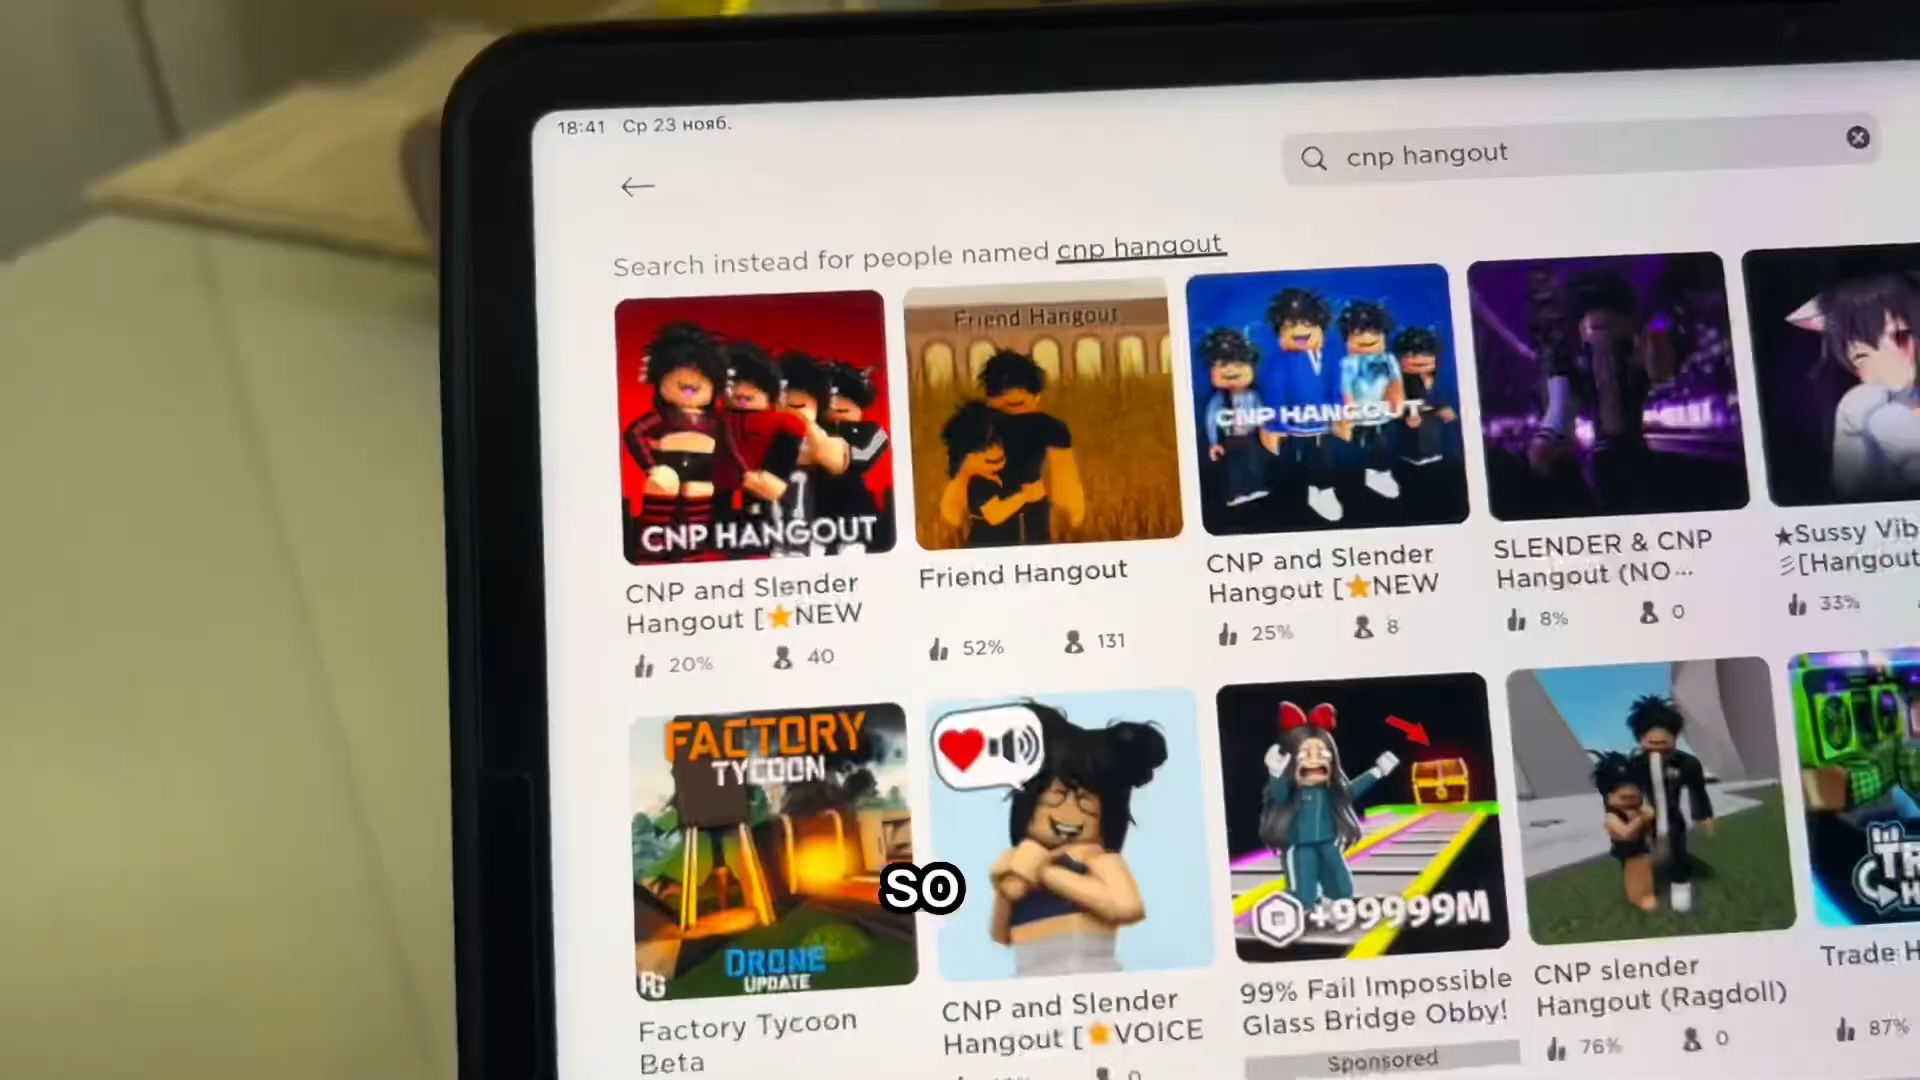 18:41 Ср 23 нояб.
cnp hangout
Search instead for people named cnp hangout
CNP HANGOUT
CNP and Slender
Hangout [⭐NEW
20% 40
Friend Hangout
Friend Hangout
52% 131
CNP HANGOUT
CNP and Slender
Hangout [⭐NEW
25% 8
SLENDER & CNP
Hangout (NO...
8% 0
★Sussy Vib
[Hangout
33%
FACTORY
TYCOON
DRONE
UPDATE
Factory Tycoon
Beta
so
CNP and Slender
Hangout [⭐VOICE
0
+99999M
99% Fail Impossible
Glass Bridge Obby!
Sponsored
CNP slender
Hangout (Ragdoll)
76% 0
Trade H
87%